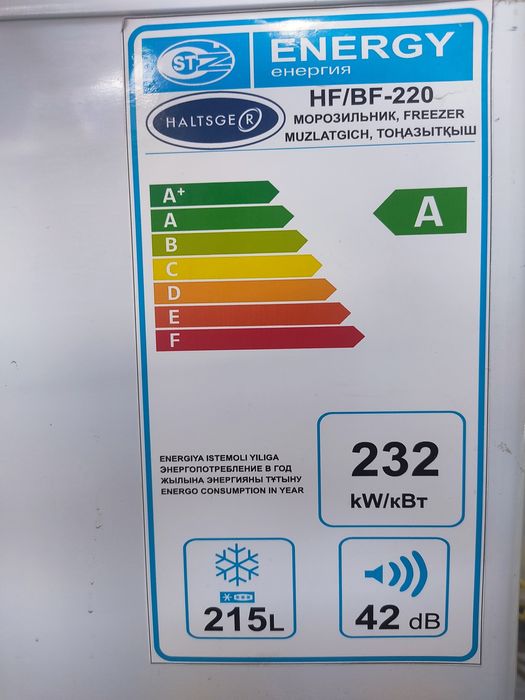 ENERGY
енергия
HALTSGER
HF/BF-220
МОРОЗИЛЬНИК, FREEZER
MUZLATGICH, ТОҢАЗЫТҚЫШ
A+
A
B
C
D
E
F
A
ENERGIYA ISTEMOLI YILIGA
ЭНЕРГОПОТРЕБЛЕНИЕ В ГОД
ЖЫЛЫНА ЭНЕРГИЯНЫ ТҰТЫНУ
ENERGO CONSUMPTION IN YEAR
232
kW/кВт
215L
42 dB